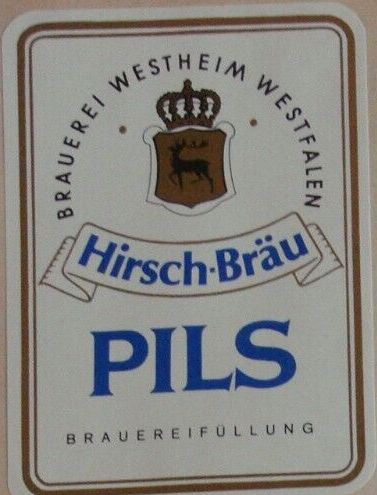 BRAUEREI WESTHEIM WESTFALEN
Hirsch-Bräu
PILS
BRAUEREIFÜLLUNG